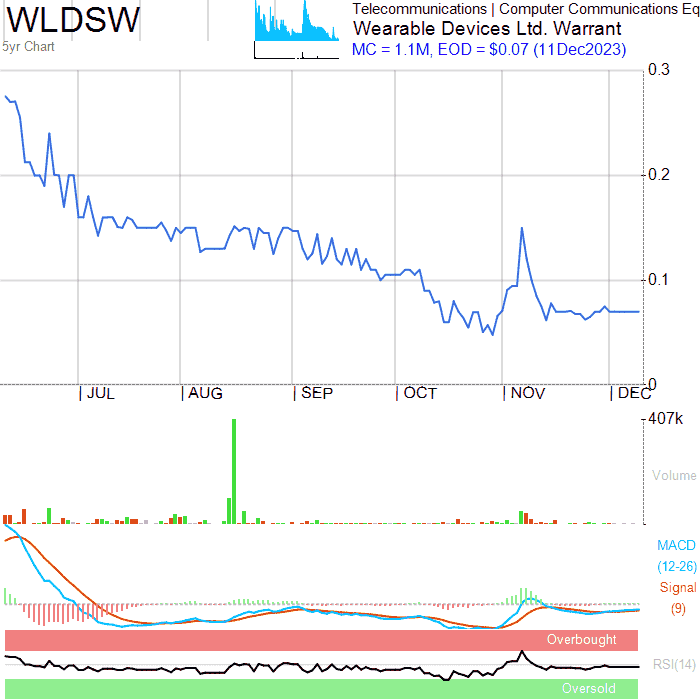 WLDSW
5yr Chart
Telecommunications | Computer Communications Eq
Wearable Devices Ltd. Warrant
MC = 1.1M, EOD = $0.07 (11Dec2023)
0.3
0.2
0.1
0
JUL AUG SEP OCT NOV DEC
407k
Volume
MACD
(12-26)
Signal
(9)
Overbought
RSI(14)
Oversold